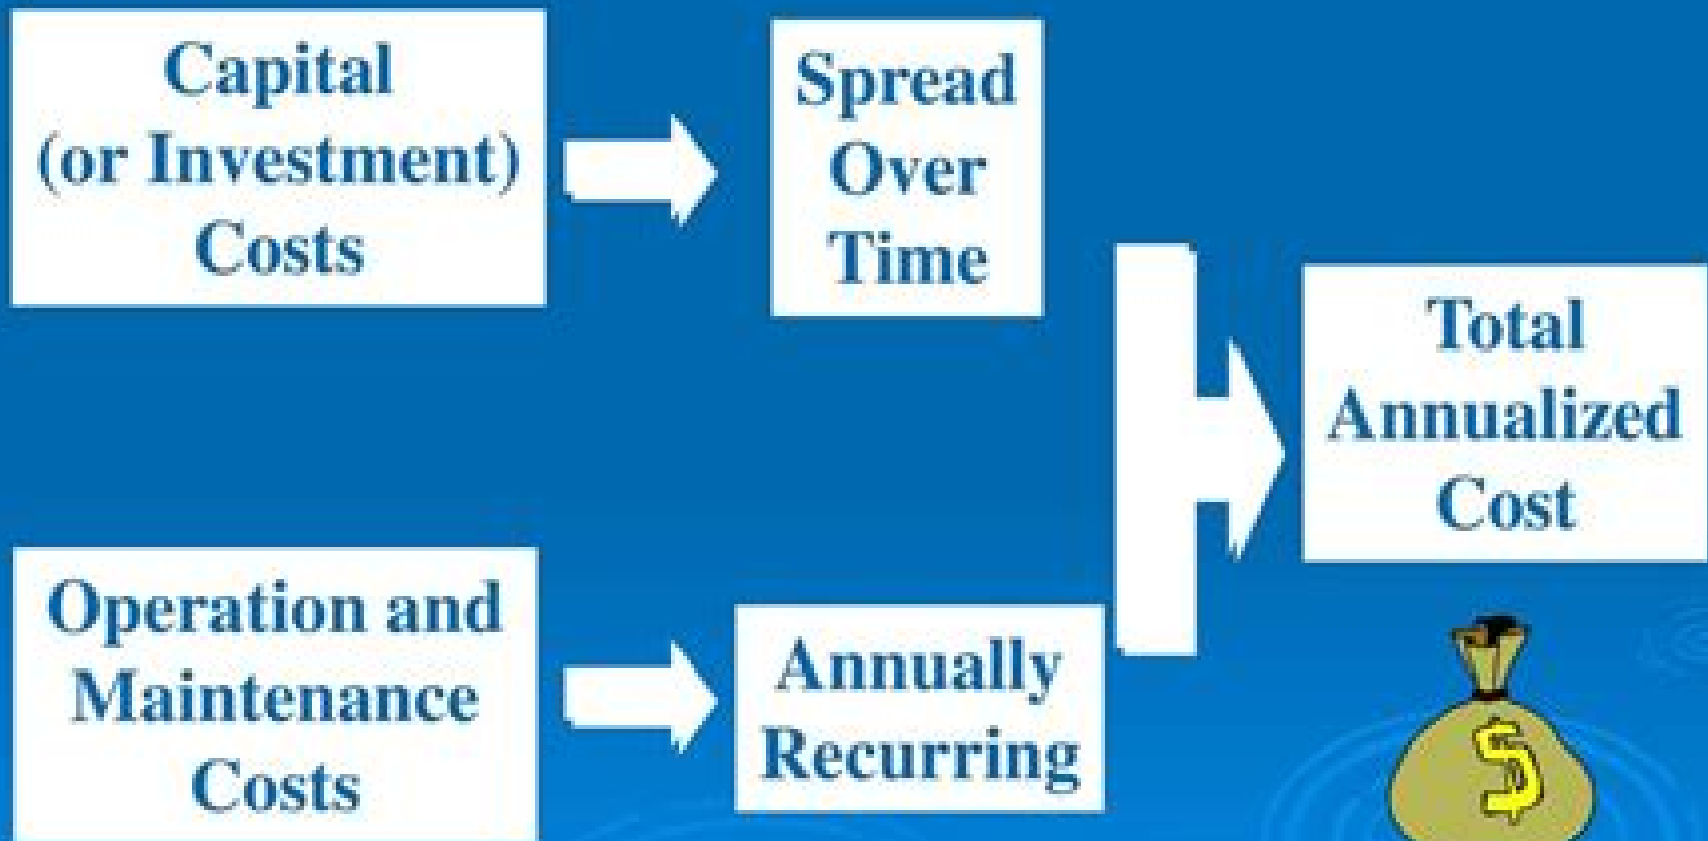 Capital
(or Investment)
Costs
Spread
Over
Time
Total
Annualized
Cost
Operation and
Maintenance
Costs
Annually
Recurring
$